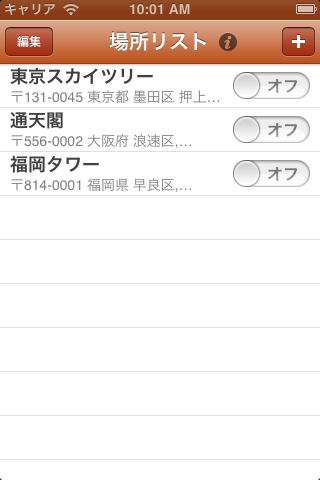 キャリア 10:01 AM
編集 場所リスト i +
東京スカイツリー
〒131-0045 東京都 墨田区 押上… オフ
通天閣
〒556-0002 大阪府 浪速区,… オフ
福岡タワー
〒814-0001 福岡県 早良区,… オフ